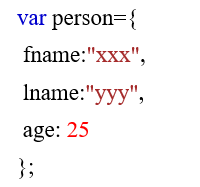 var person={
fname:"xxx",
lname:"yyy",
age: 25
};